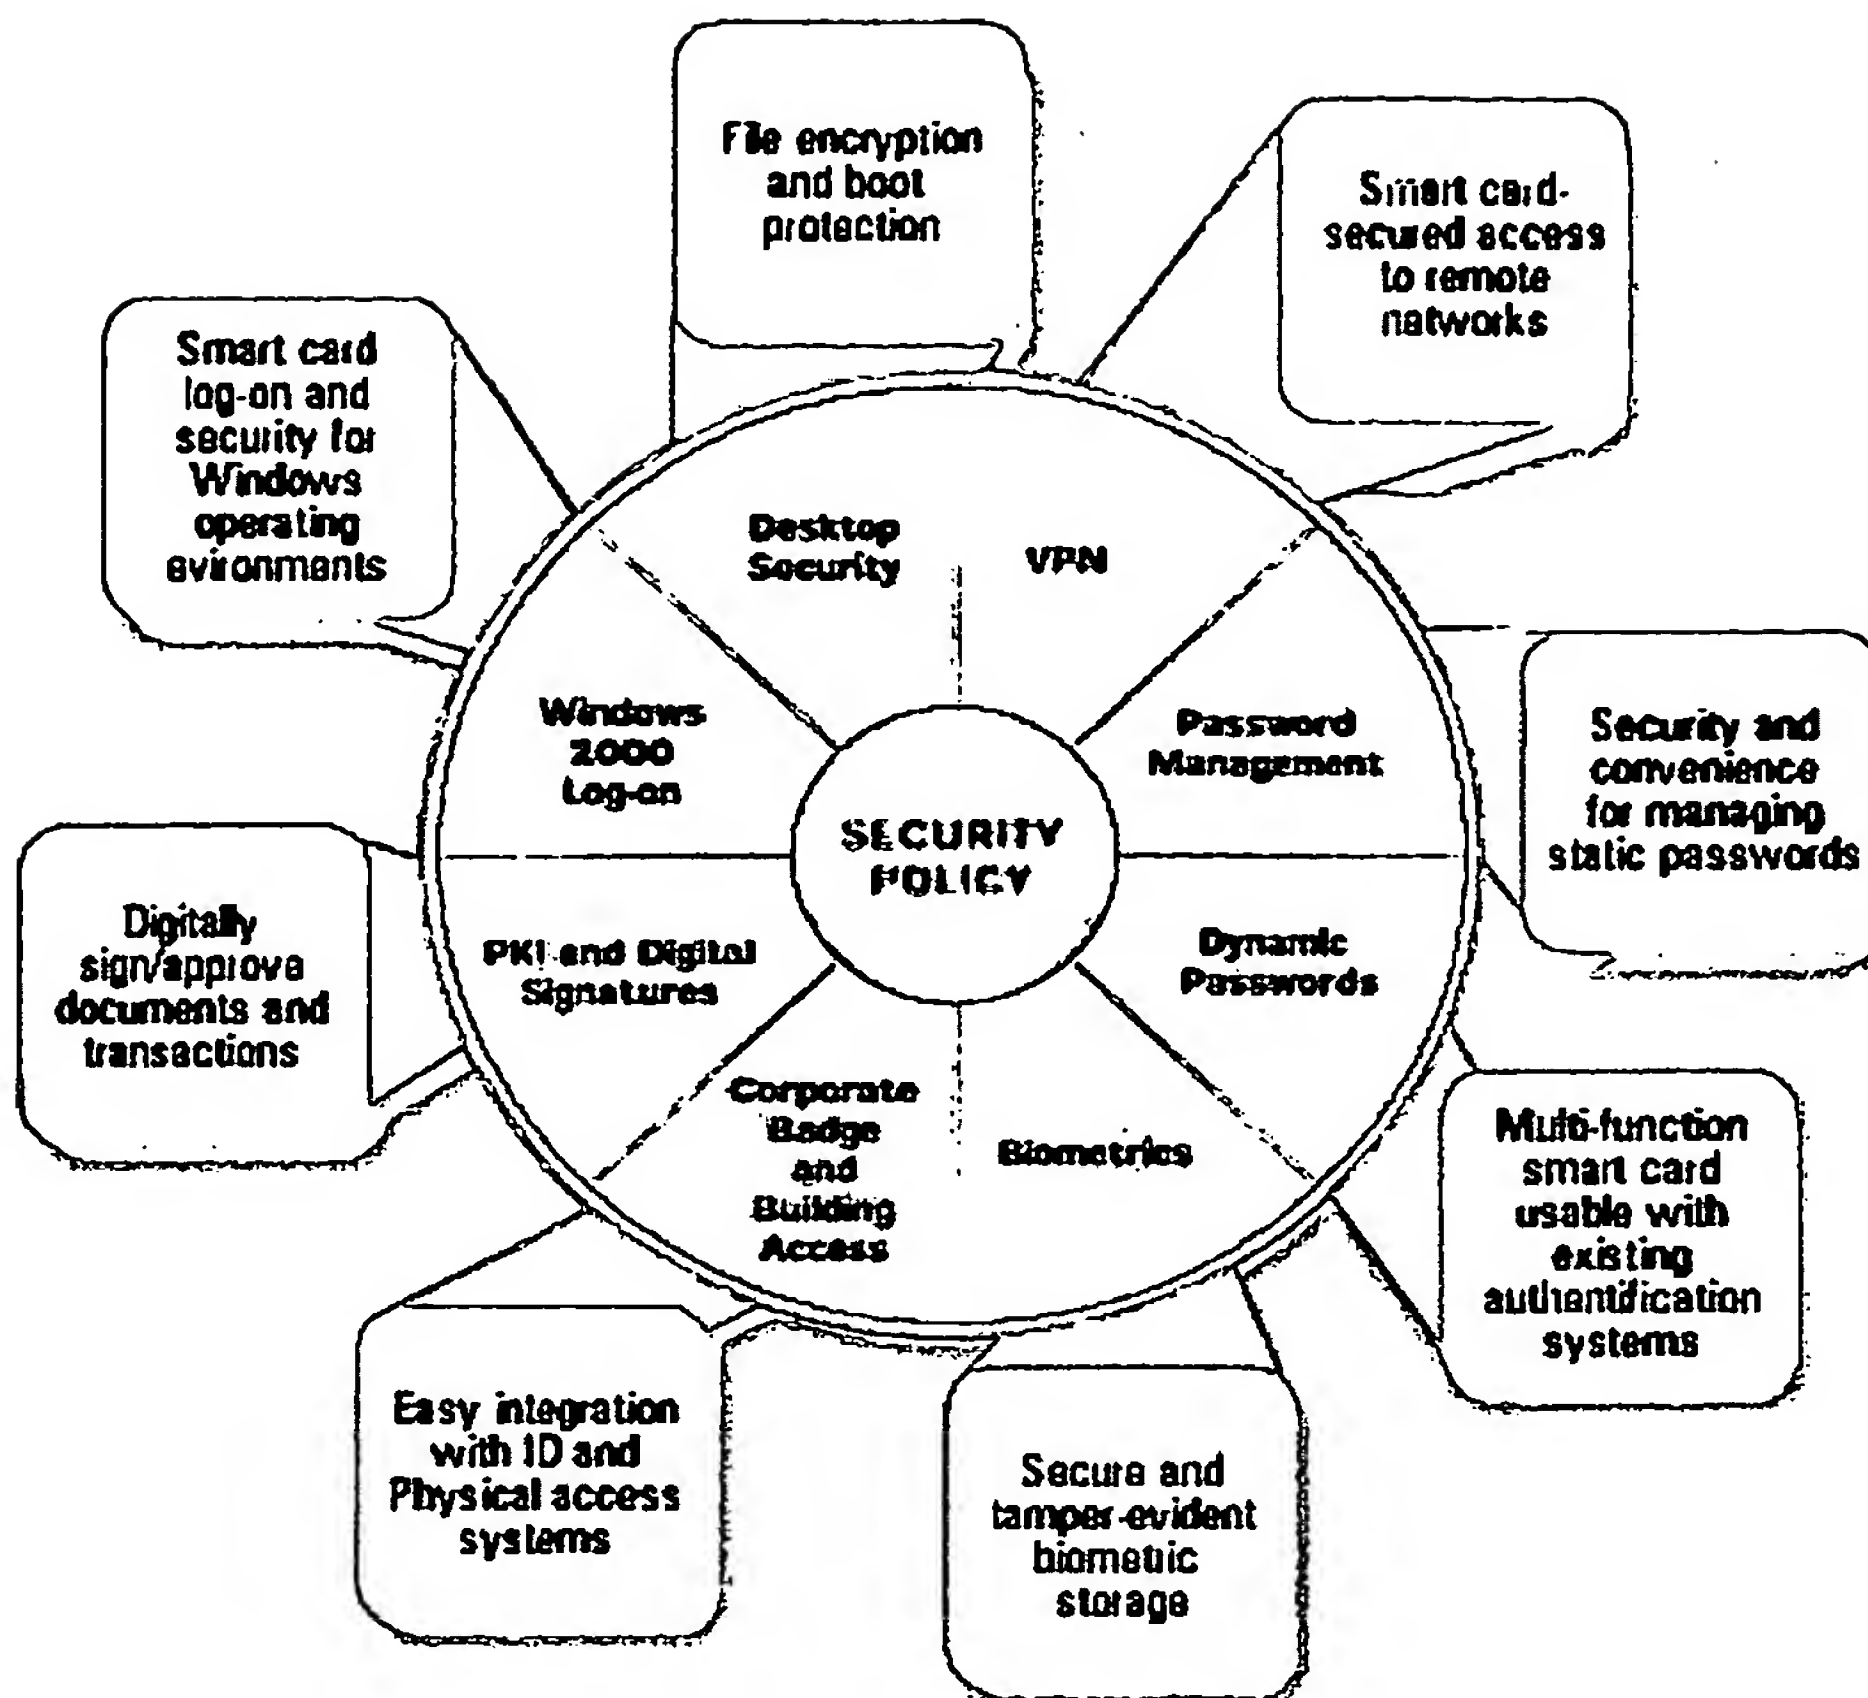 File encryption
and boot
protection
Smart card-
secured access
to remote
networks
Smart card
log-on and
security for
Windows
operating
evironments
Desktop
Security
VPN
Windows
2000
Log-on
Password
Management
Security and
convenience
for managing
static passwords
SECURITY
POLICY
Digitally
sign/approve
documents and
transactions
PKI and Digital
Signatures
Dynamic
Passwords
Corporate
Badge
and
Building
Access
Biometrics
Multi-function
smart card
usable with
existing
authentification
systems
Easy integration
with ID and
Physical access
systems
Secure and
tamper-evident
biometric
storage